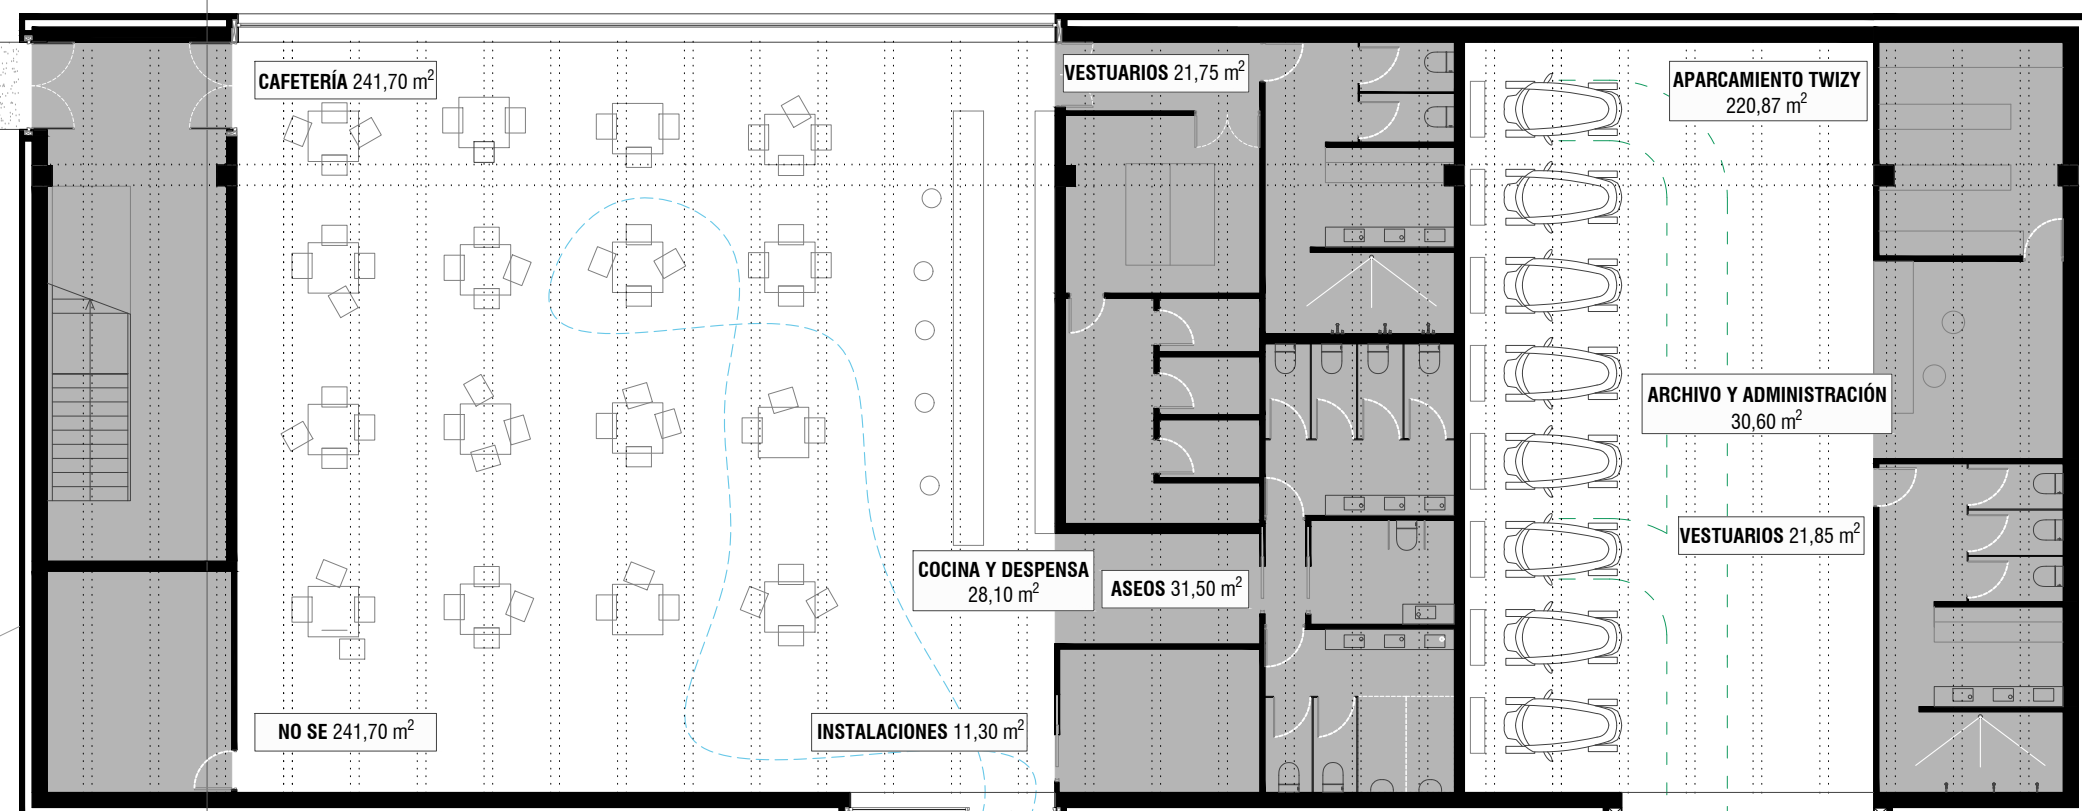 CAFETERÍA 241,70 m²
VESTUARIOS 21,75 m²
APARCAMIENTO TWIZY
220,87 m²
ARCHIVO Y ADMINISTRACIÓN
30,60 m²
VESTUARIOS 21,85 m²
COCINA Y DESPENSA
28,10 m²
ASEOS 31,50 m²
NO SE 241,70 m²
INSTALACIONES 11,30 m²